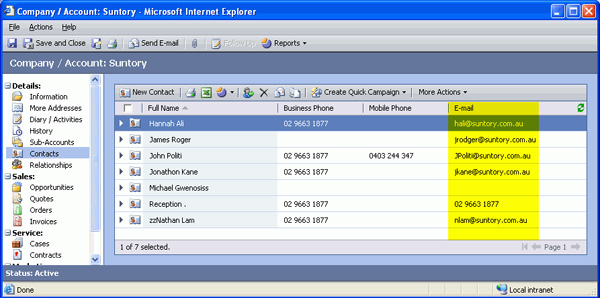 Company / Account: Suntory - Microsoft Internet Explorer
File Actions Help
Save and Close Send E-mail Follow Up Reports
Company / Account: Suntory
Details:
Information
More Addresses
Diary / Activities
History
Sub-Accounts
Contacts
Relationships
Sales:
Opportunities
Quotes
Orders
Invoices
Service:
Cases
Contracts
New Contact Create Quick Campaign More Actions
Full Name Business Phone Mobile Phone E-mail
Hannah Ali 02 9663 1877 hali@suntory.com.au
James Roger jrodger@suntory.com.au
John Politi 02 9663 1877 0403 244 347 JPoliti@suntory.com.au
Jonathon Kane 02 9663 1877 jkane@suntory.com.au
Michael Gwenosiss
Reception . 02 9663 1877 02 9663 1877
zzNathan Lam 02 9663 1877 nlam@suntory.com.au
1 of 7 selected. Page 1
Status: Active
Done Local intranet